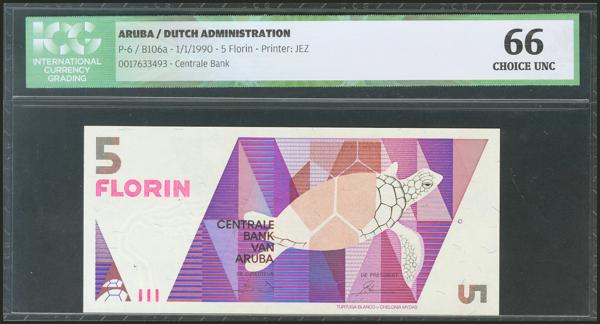 ICG
INTERNATIONAL
CURRENCY
GRADING
ARUBA / DUTCH ADMINISTRATION
P-6 / B106a - 1/1/1990 - 5 Florin - Printer: JEZ
0017633493 - Centrale Bank
66
CHOICE UNC
5
FLORIN
CENTRALE
BANK
VAN
ARUBA
DE PRESIDENT
TURTUGA BLANCO - CHELONIA MYDAS
5